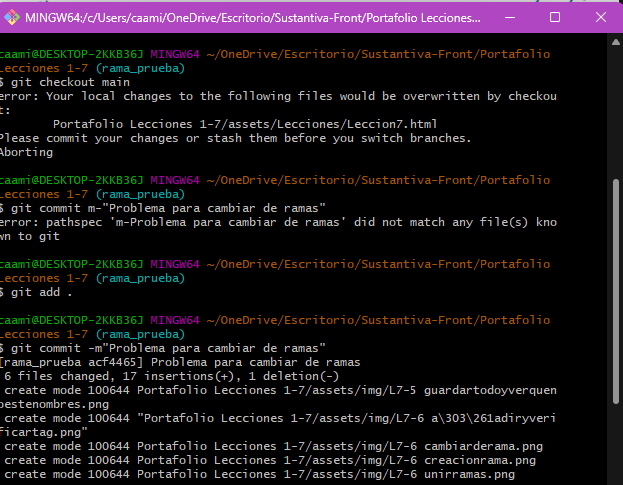 MINGW64:/c/Users/caami/OneDrive/Escritorio/Sustantiva-Front/Portafolio Lecciones...
caami@DESKTOP-2KKB36J MINGW64 ~/OneDrive/Escritorio/Sustantiva-Front/Portafolio
Lecciones 1-7 (rama_prueba)
$ git checkout main
error: Your local changes to the following files would be overwritten by checkou
t:
Portafolio Lecciones 1-7/assets/Lecciones/Leccion7.html
Please commit your changes or stash them before you switch branches.
Aborting
caami@DESKTOP-2KKB36J MINGW64 ~/OneDrive/Escritorio/Sustantiva-Front/Portafolio
Lecciones 1-7 (rama_prueba)
$ git commit m-"Problema para cambiar de ramas"
error: pathspec 'm-Problema para cambiar de ramas' did not match any file(s) kno
wn to git
caami@DESKTOP-2KKB36J MINGW64 ~/OneDrive/Escritorio/Sustantiva-Front/Portafolio
Lecciones 1-7 (rama_prueba)
$ git add .
caami@DESKTOP-2KKB36J MINGW64 ~/OneDrive/Escritorio/Sustantiva-Front/Portafolio
Lecciones 1-7 (rama_prueba)
$ git commit -m"Problema para cambiar de ramas"
[rama_prueba acf4465] Problema para cambiar de ramas
6 files changed, 17 insertions(+), 1 deletion(-)
create mode 100644 Portafolio Lecciones 1-7/assets/img/L7-5 guardartodoyverquen
bestenombres.png
create mode 100644 "Portafolio Lecciones 1-7/assets/img/L7-6 a\303\261adiryveri
ficartag.png"
create mode 100644 Portafolio Lecciones 1-7/assets/img/L7-6 cambiarderama.png
create mode 100644 Portafolio Lecciones 1-7/assets/img/L7-6 creacionrama.png
create mode 100644 Portafolio Lecciones 1-7/assets/img/L7-6 unirramas.png